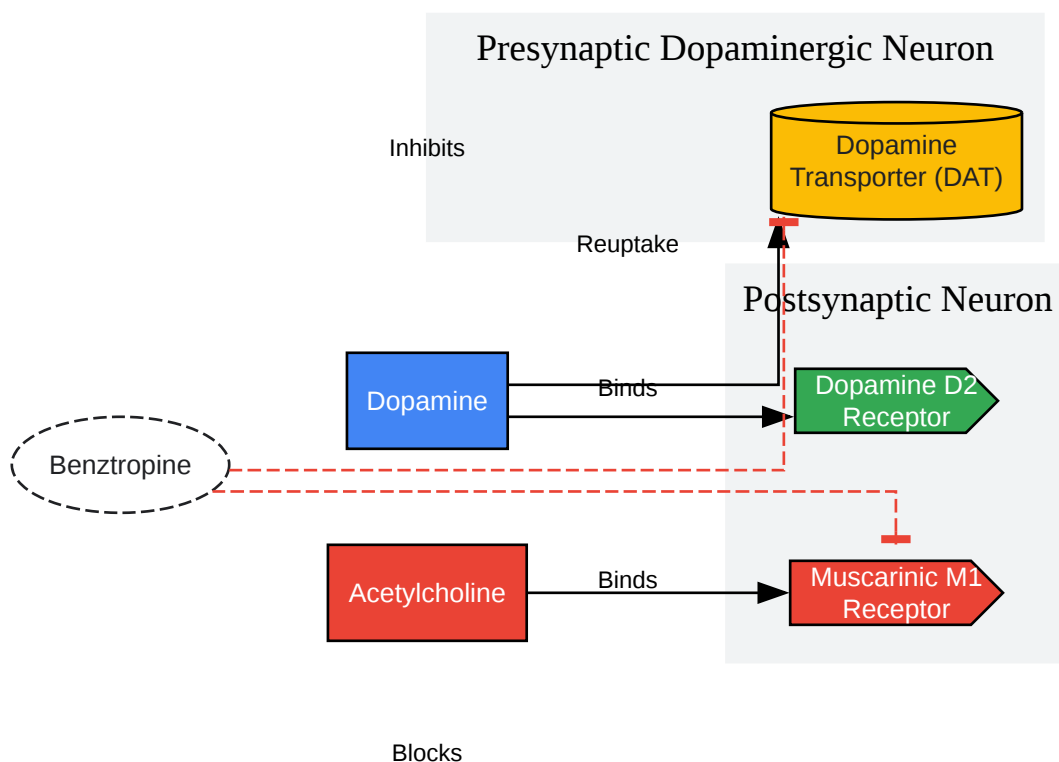 Presynaptic Dopaminergic Neuron
Inhibits
Dopamine
Transporter (DAT)
Reuptake
Postsynaptic Neuron
Dopamine
Binds
Dopamine D2
Receptor
Benztropine
Acetylcholine
Binds
Muscarinic M1
Receptor
Blocks